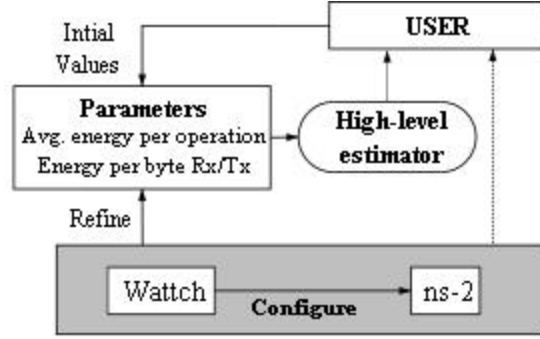 USER
Intial
Values
Parameters
Avg. energy per operation
Energy per byte Rx/Tx
High-level
estimator
Refine
Wattch
Configure
ns-2